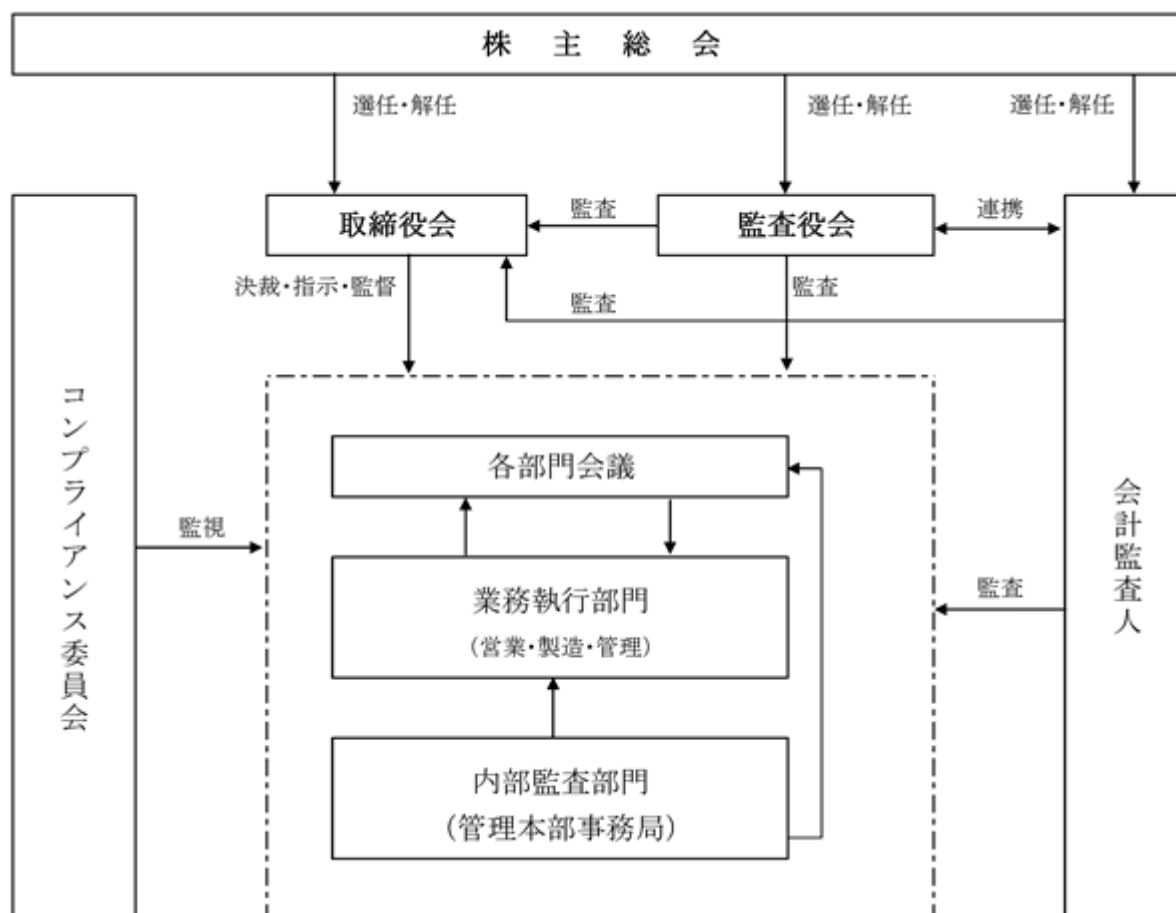 株主総会
選任・解任
選任・解任
選任・解任
取締役会
監査
監査役会
連携
決裁・指示・監督
監査
監査
コンプライアンス委員会
監視
各部門会議
業務執行部門
(営業・製造・管理)
内部監査部門
(管理本部事務局)
監査
会計監査人